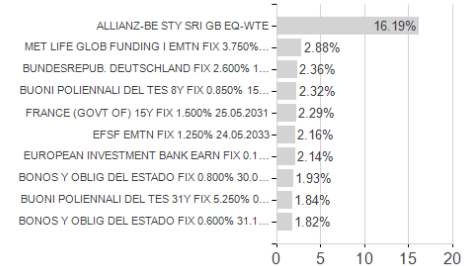 ALLIANZ-BE STY SRI GB EQ-WTE 16.19%
MET LIFE GLOB FUNDING I EMTN FIX 3.750%... 2.88%
BUNDESREPUB. DEUTSCHLAND FIX 2.600% 1... 2.36%
BUONI POLIENNALI DEL TES 8Y FIX 0.850% 15... 2.32%
FRANCE (GOVT OF) 15Y FIX 1.500% 25.05.2031 2.29%
EFSF EMTN FIX 1.250% 24.05.2033 2.16%
EUROPEAN INVESTMENT BANK EARN FIX 0.1... 2.14%
BONOS Y OBLIG DEL ESTADO FIX 0.800% 30.0... 1.93%
BUONI POLIENNALI DEL TES 31Y FIX 5.250% 0... 1.84%
BONOS Y OBLIG DEL ESTADO FIX 0.600% 31.1... 1.82%
0 5 10 15 20